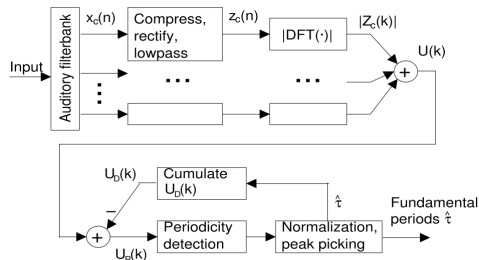 x_c(n)
Compress,
rectify,
lowpass
z_c(n)
|DFT(·)|
|Z_c(k)|
U(k)
+
Input
Auditory filterbank
...
...
...
U_D(k)
Cumulate
U_D(k)
τ̂
Fundamental
periods τ̂
−
+
U_R(k)
Periodicity
detection
Normalization,
peak picking